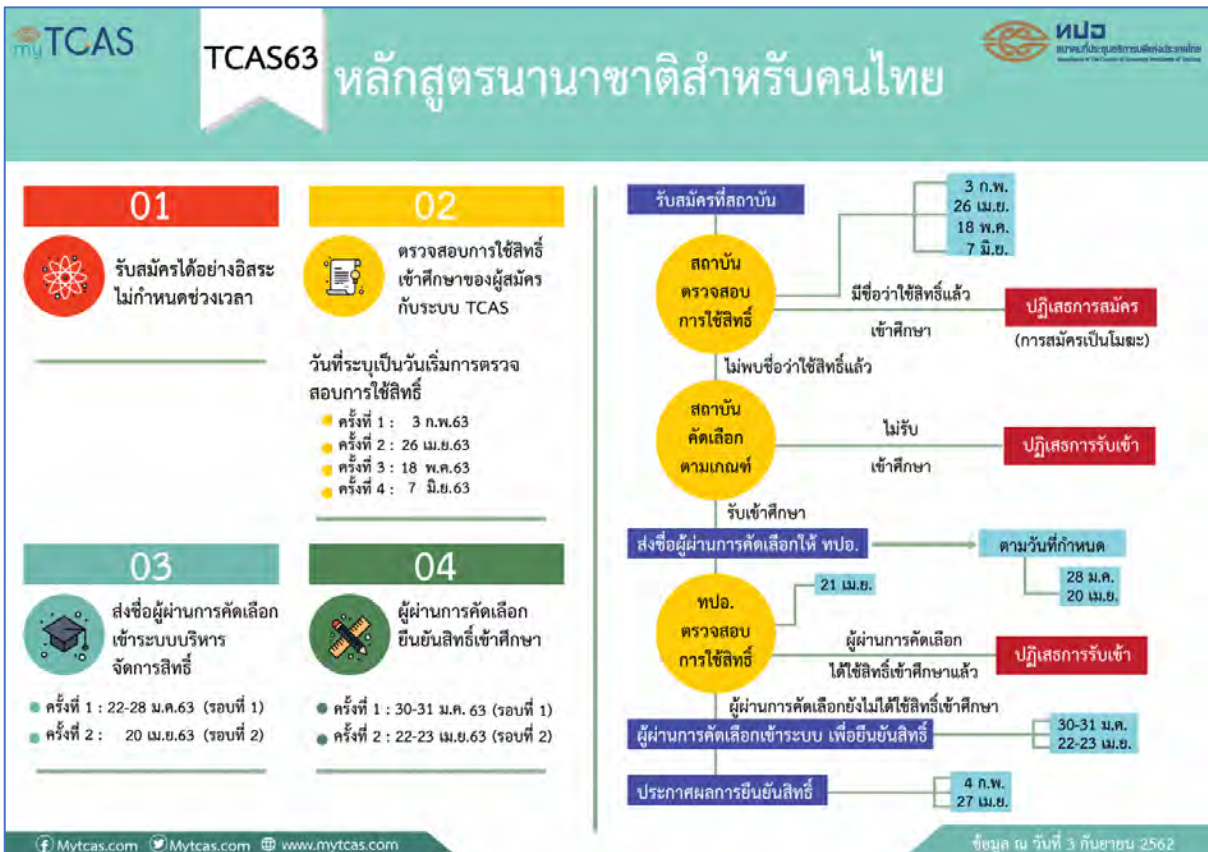 myTCAS
TCAS63
หลักสูตรนานาชาติสำหรับคนไทย
ทปอ
01
รับสมัครได้อย่างอิสระ
ไม่กำหนดช่วงเวลา
02
ตรวจสอบการใช้สิทธิ์
เข้าศึกษาของผู้สมัคร
กับระบบ TCAS
วันที่ระบุเป็นวันเริ่มการตรวจ
สอบการใช้สิทธิ์
ครั้งที่ 1 : 3 ก.พ.63
ครั้งที่ 2 : 26 เม.ย.63
ครั้งที่ 3 : 18 พ.ค.63
ครั้งที่ 4 : 7 มิ.ย.63
03
ส่งชื่อผู้ผ่านการคัดเลือก
เข้าระบบบริหาร
จัดการสิทธิ์
ครั้งที่ 1 : 22-28 ม.ค.63 (รอบที่ 1)
ครั้งที่ 2 : 20 เม.ย.63 (รอบที่ 2)
04
ผู้ผ่านการคัดเลือก
ยืนยันสิทธิ์เข้าศึกษา
ครั้งที่ 1 : 30-31 ม.ค. 63 (รอบที่ 1)
ครั้งที่ 2 : 22-23 เม.ย.63 (รอบที่ 2)
รับสมัครที่สถาบัน
3 ก.พ.
26 เม.ย.
18 พ.ค.
7 มิ.ย.
สถาบัน
ตรวจสอบ
การใช้สิทธิ์
มีชื่อว่าใช้สิทธิ์แล้ว
เข้าศึกษา
ปฏิเสธการสมัคร
(การสมัครเป็นโมฆะ)
ไม่พบชื่อว่าใช้สิทธิ์แล้ว
สถาบัน
คัดเลือก
ตามเกณฑ์
ไม่รับ
เข้าศึกษา
ปฏิเสธการรับเข้า
รับเข้าศึกษา
ส่งชื่อผู้ผ่านการคัดเลือกให้ ทปอ.
ตามวันที่กำหนด
28 ม.ค.
20 เม.ย.
21 เม.ย.
ทปอ.
ตรวจสอบ
การใช้สิทธิ์
ผู้ผ่านการคัดเลือก
ได้ใช้สิทธิ์เข้าศึกษาแล้ว
ปฏิเสธการรับเข้า
ผู้ผ่านการคัดเลือกยังไม่ได้ใช้สิทธิ์เข้าศึกษา
ผู้ผ่านการคัดเลือกเข้าระบบ เพื่อยืนยันสิทธิ์
30-31 ม.ค.
22-23 เม.ย.
ประกาศผลการยืนยันสิทธิ์
4 ก.พ.
27 เม.ย.
Mytcas.com Mytcas.com www.mytcas.com
ข้อมูล ณ วันที่ 3 กันยายน 2562